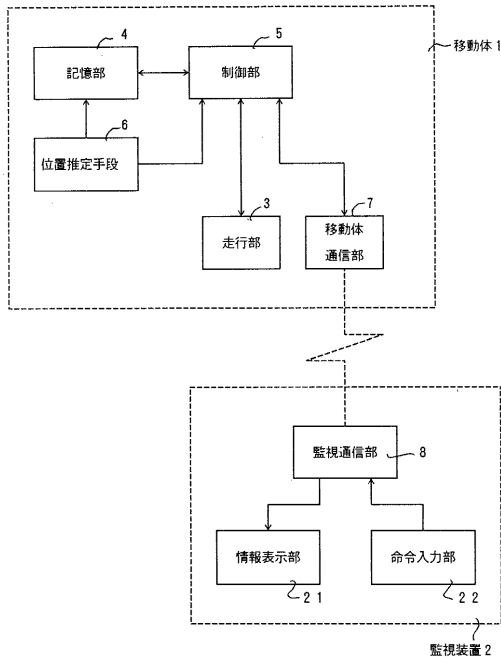 4
5
移動体1
記憶部
制御部
6
位置推定手段
3
7
走行部
移動体
通信部
監視通信部
8
情報表示部
命令入力部
21
22
監視装置2